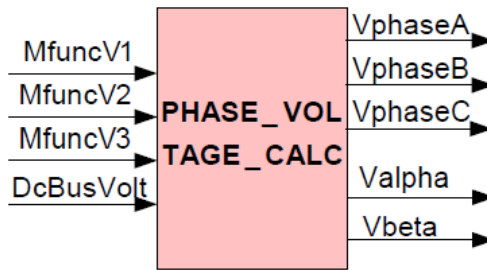 MfuncV1
MfuncV2
MfuncV3
DcBusVolt
PHASE_VOL
TAGE_CALC
VphaseA
VphaseB
VphaseC
Valpha
Vbeta